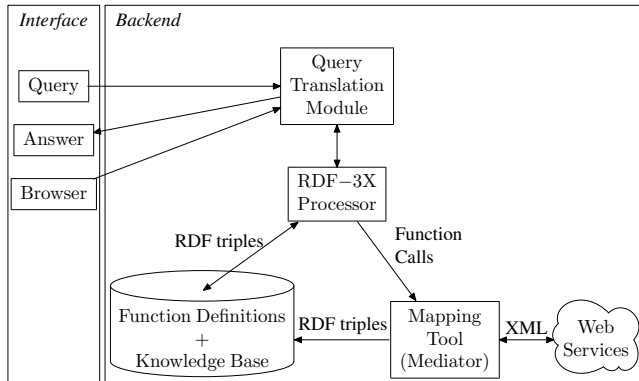 Interface
Backend
Query
Answer
Browser
Query
Translation
Module
RDF−3X
Processor
RDF triples
Function
Calls
Function Definitions
+
Knowledge Base
RDF triples
Mapping
Tool
(Mediator)
XML
Web
Services